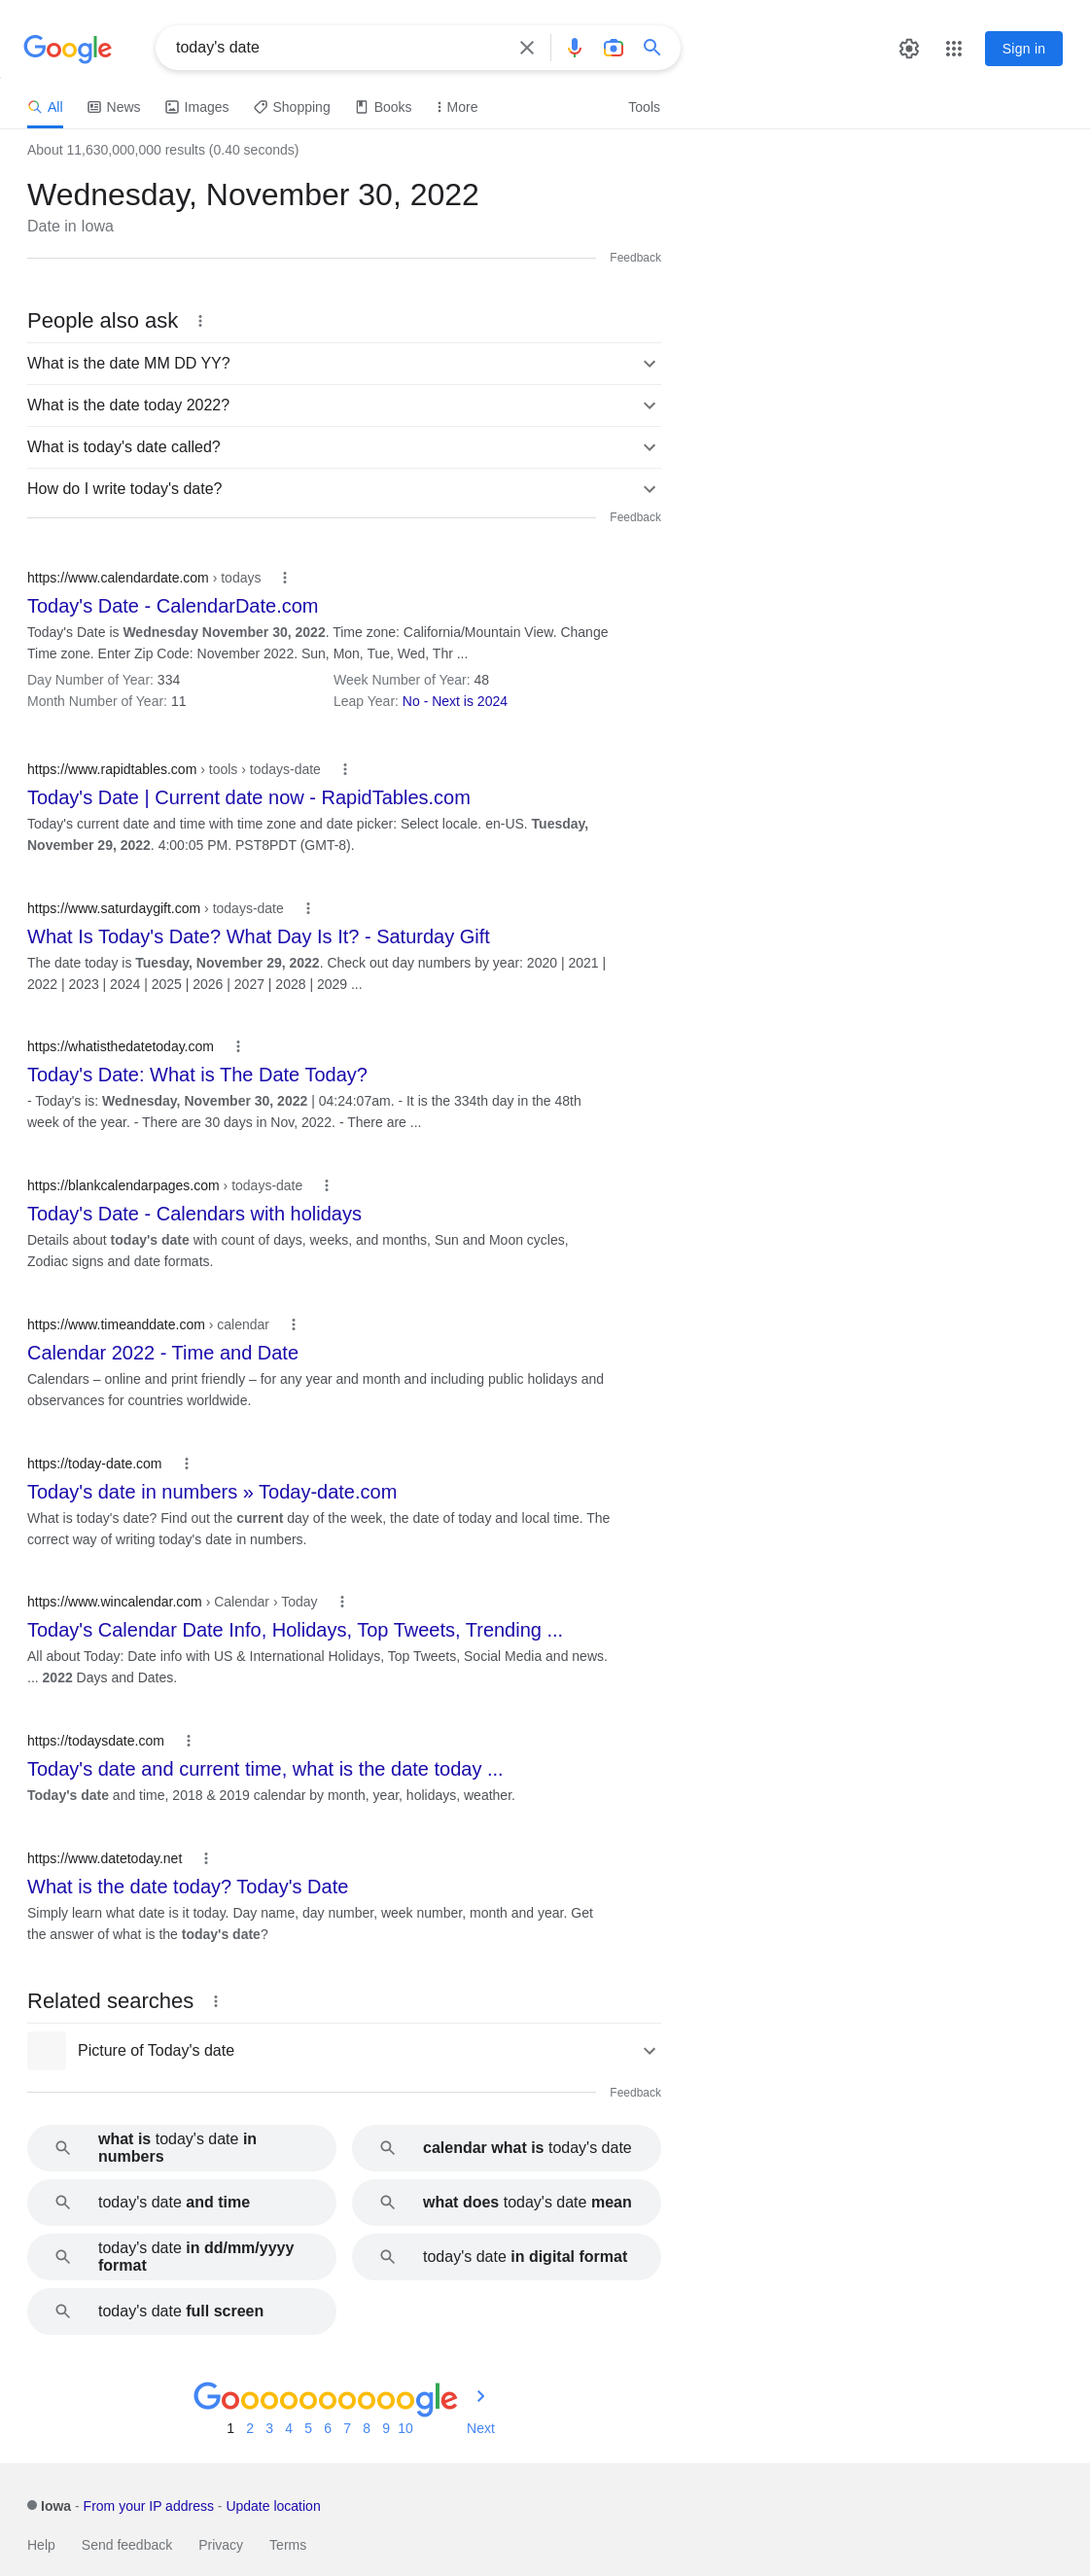 Google
today's date
Sign in
All
News
Images
Shopping
Books
More
Tools
About 11,630,000,000 results (0.40 seconds)
Wednesday, November 30, 2022
Date in Iowa
Feedback
People also ask
What is the date MM DD YY?
What is the date today 2022?
What is today's date called?
How do I write today's date?
Feedback
https://www.calendardate.com › todays
Today's Date - CalendarDate.com
Today's Date is Wednesday November 30, 2022. Time zone: California/Mountain View. Change
Time zone. Enter Zip Code: November 2022. Sun, Mon, Tue, Wed, Thr ...
Day Number of Year: 334
Week Number of Year: 48
Month Number of Year: 11
Leap Year: No - Next is 2024
https://www.rapidtables.com › tools › todays-date
Today's Date | Current date now - RapidTables.com
Today's current date and time with time zone and date picker: Select locale. en-US. Tuesday,
November 29, 2022. 4:00:05 PM. PST8PDT (GMT-8).
https://www.saturdaygift.com › todays-date
What Is Today's Date? What Day Is It? - Saturday Gift
The date today is Tuesday, November 29, 2022. Check out day numbers by year: 2020 | 2021 |
2022 | 2023 | 2024 | 2025 | 2026 | 2027 | 2028 | 2029 ...
https://whatisthedatetoday.com
Today's Date: What is The Date Today?
- Today's is: Wednesday, November 30, 2022 | 04:24:07am. - It is the 334th day in the 48th
week of the year. - There are 30 days in Nov, 2022. - There are ...
https://blankcalendarpages.com › todays-date
Today's Date - Calendars with holidays
Details about today's date with count of days, weeks, and months, Sun and Moon cycles,
Zodiac signs and date formats.
https://www.timeanddate.com › calendar
Calendar 2022 - Time and Date
Calendars – online and print friendly – for any year and month and including public holidays and
observances for countries worldwide.
https://today-date.com
Today's date in numbers » Today-date.com
What is today's date? Find out the current day of the week, the date of today and local time. The
correct way of writing today's date in numbers.
https://www.wincalendar.com › Calendar › Today
Today's Calendar Date Info, Holidays, Top Tweets, Trending ...
All about Today: Date info with US & International Holidays, Top Tweets, Social Media and news.
... 2022 Days and Dates.
https://todaysdate.com
Today's date and current time, what is the date today ...
Today's date and time, 2018 & 2019 calendar by month, year, holidays, weather.
https://www.datetoday.net
What is the date today? Today's Date
Simply learn what date is it today. Day name, day number, week number, month and year. Get
the answer of what is the today's date?
Related searches
Picture of Today's date
Feedback
what is today's date in
numbers
calendar what is today's date
today's date and time
what does today's date mean
today's date in dd/mm/yyyy
format
today's date in digital format
today's date full screen
Goooooooooogle
1 2 3 4 5 6 7 8 9 10 Next
Iowa - From your IP address - Update location
Help Send feedback Privacy Terms